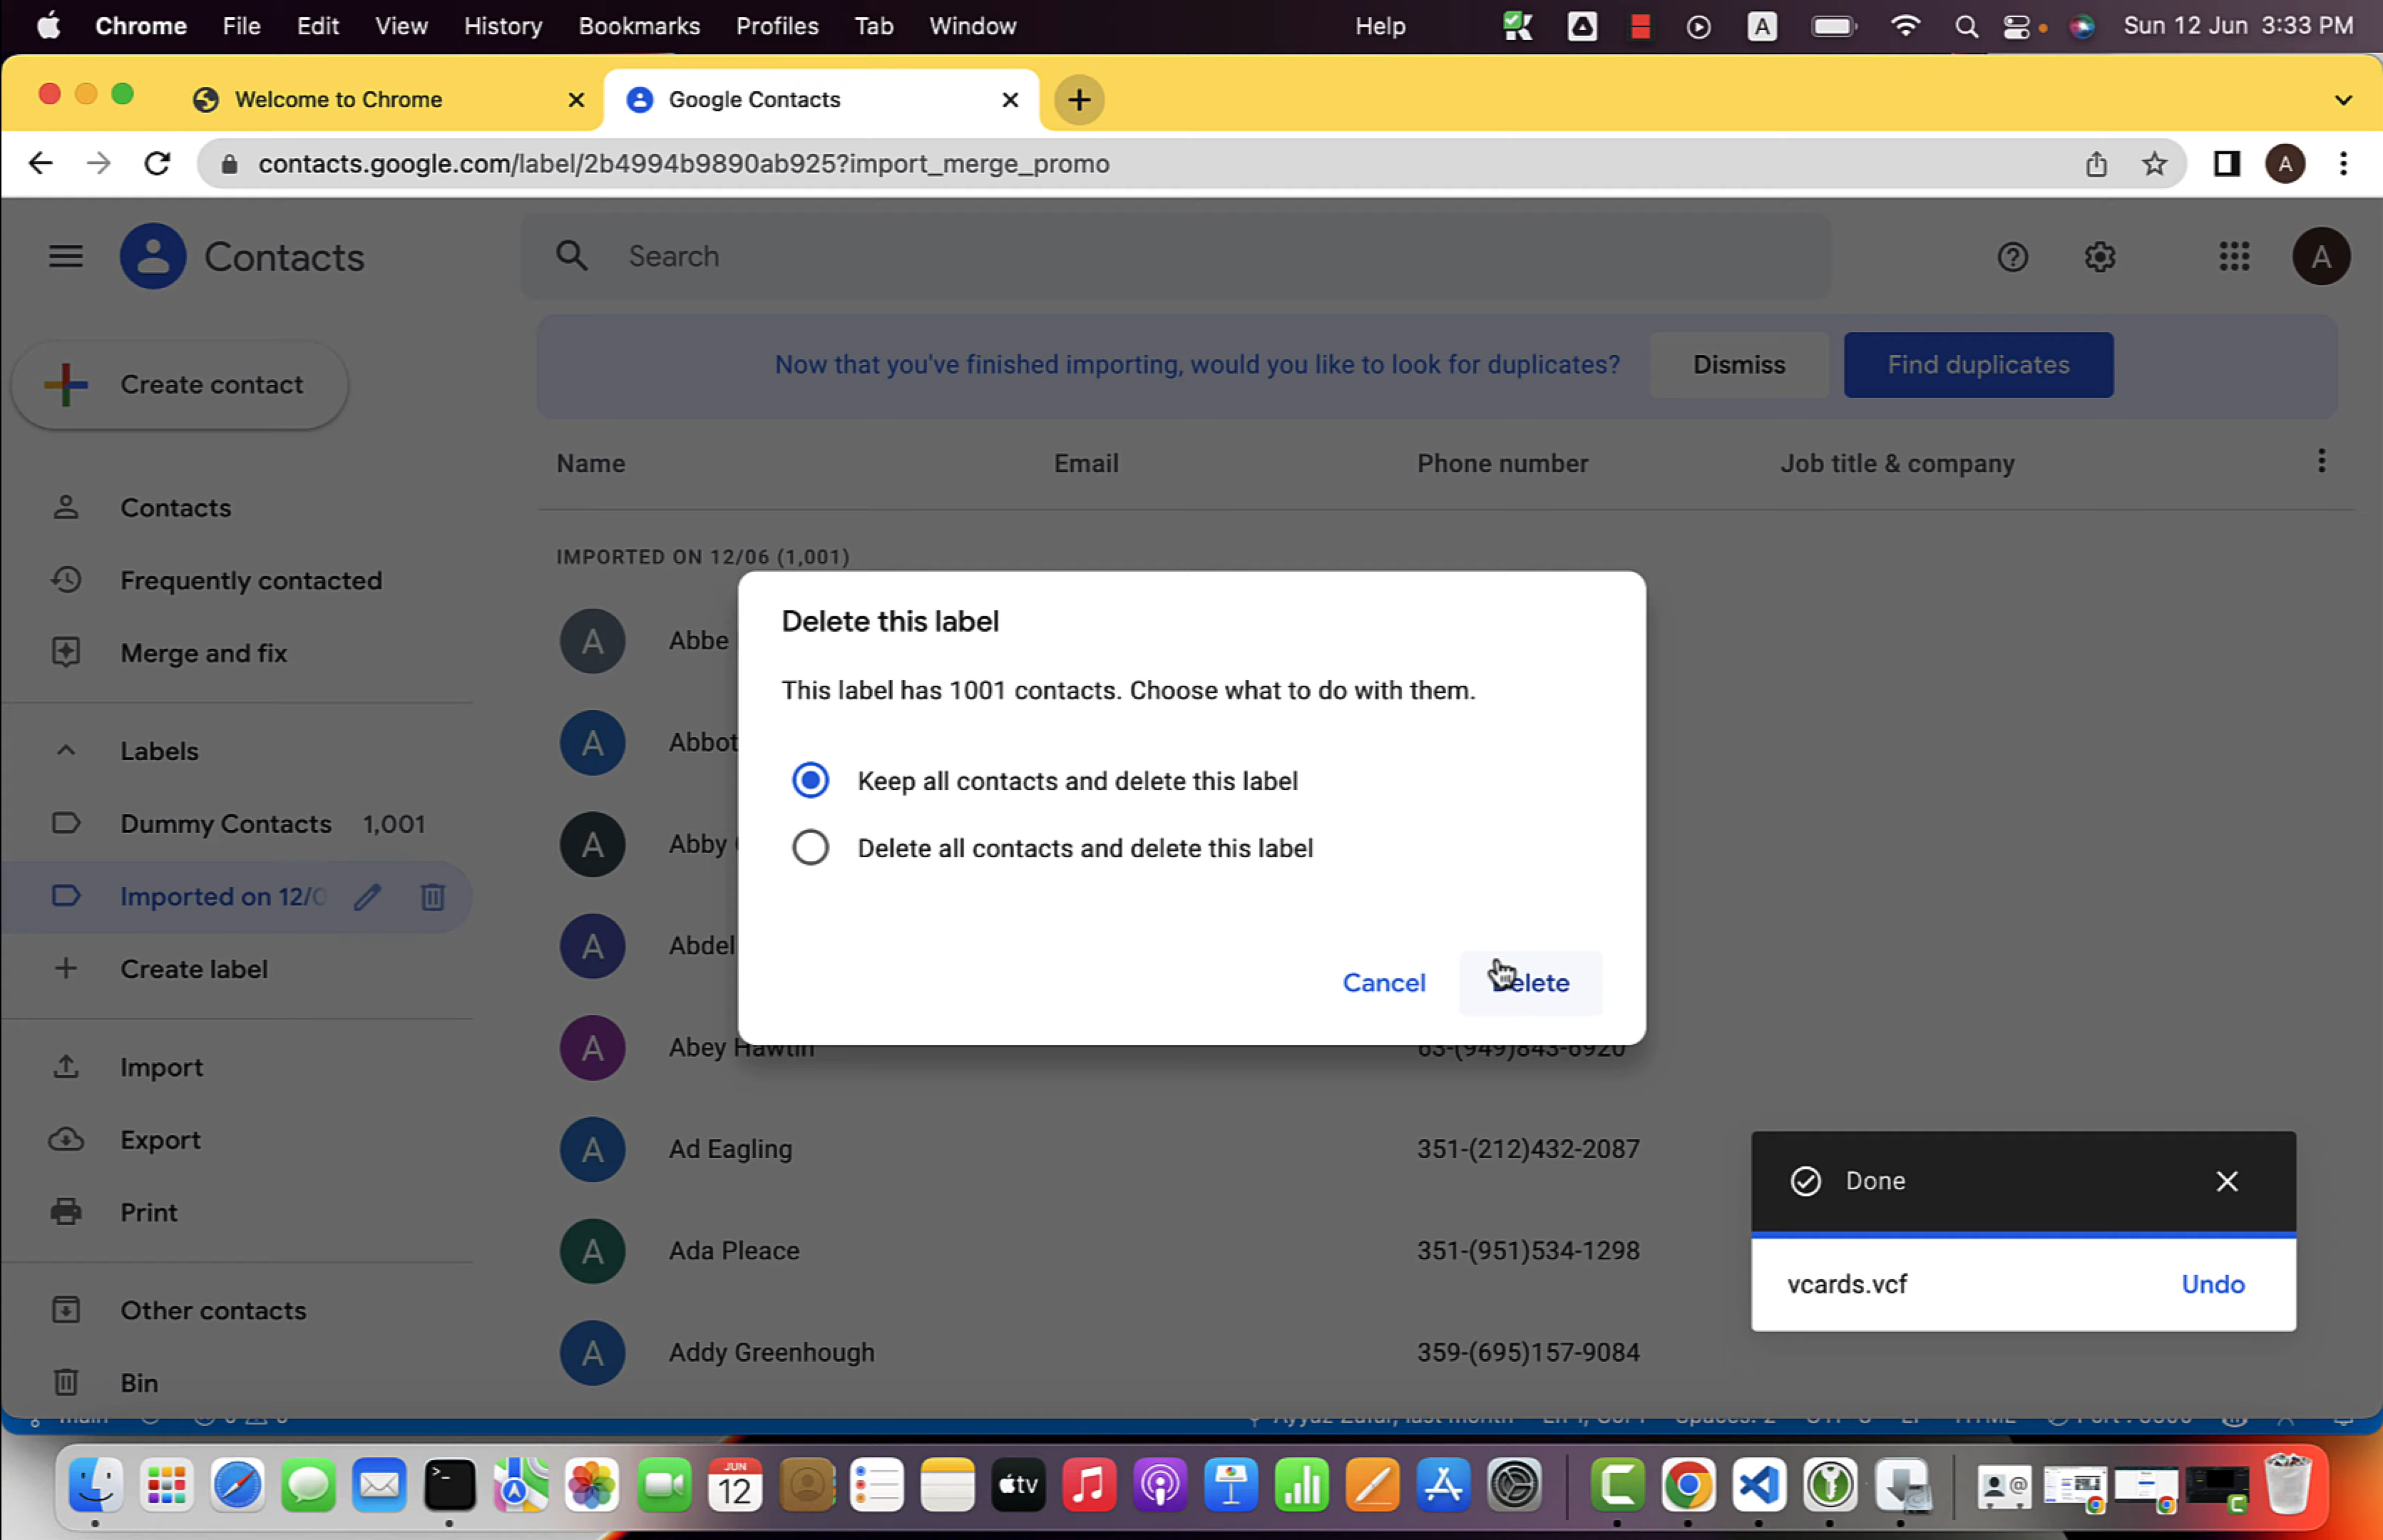 Chrome File Edit View History Bookmarks Profiles Tab Window Help A Sun 12 Jun 3:33 PM
Welcome to Chrome
Google Contacts
contacts.google.com/label/2b4994b9890ab925?import_merge_promo
A
Contacts
Search
A
Create contact
Now that you've finished importing, would you like to look for duplicates?
Dismiss
Find duplicates
Name Email Phone number Job title & company
Contacts
Frequently contacted
Merge and fix
Labels
Dummy Contacts 1,001
Imported on 12/0
Create label
Import
Export
Print
Other contacts
Bin
IMPORTED ON 12/06 (1,001)
A Abbe
A Abbot
A Abby
A Abdel
A Abey Hawtin 63-(949)843-6920
A Ad Eagling 351-(212)432-2087
A Ada Pleace 351-(951)534-1298
A Addy Greenhough 359-(695)157-9084
Delete this label
This label has 1001 contacts. Choose what to do with them.
Keep all contacts and delete this label
Delete all contacts and delete this label
Cancel
Delete
Done
vcards.vcf
Undo
JUN
12
tv